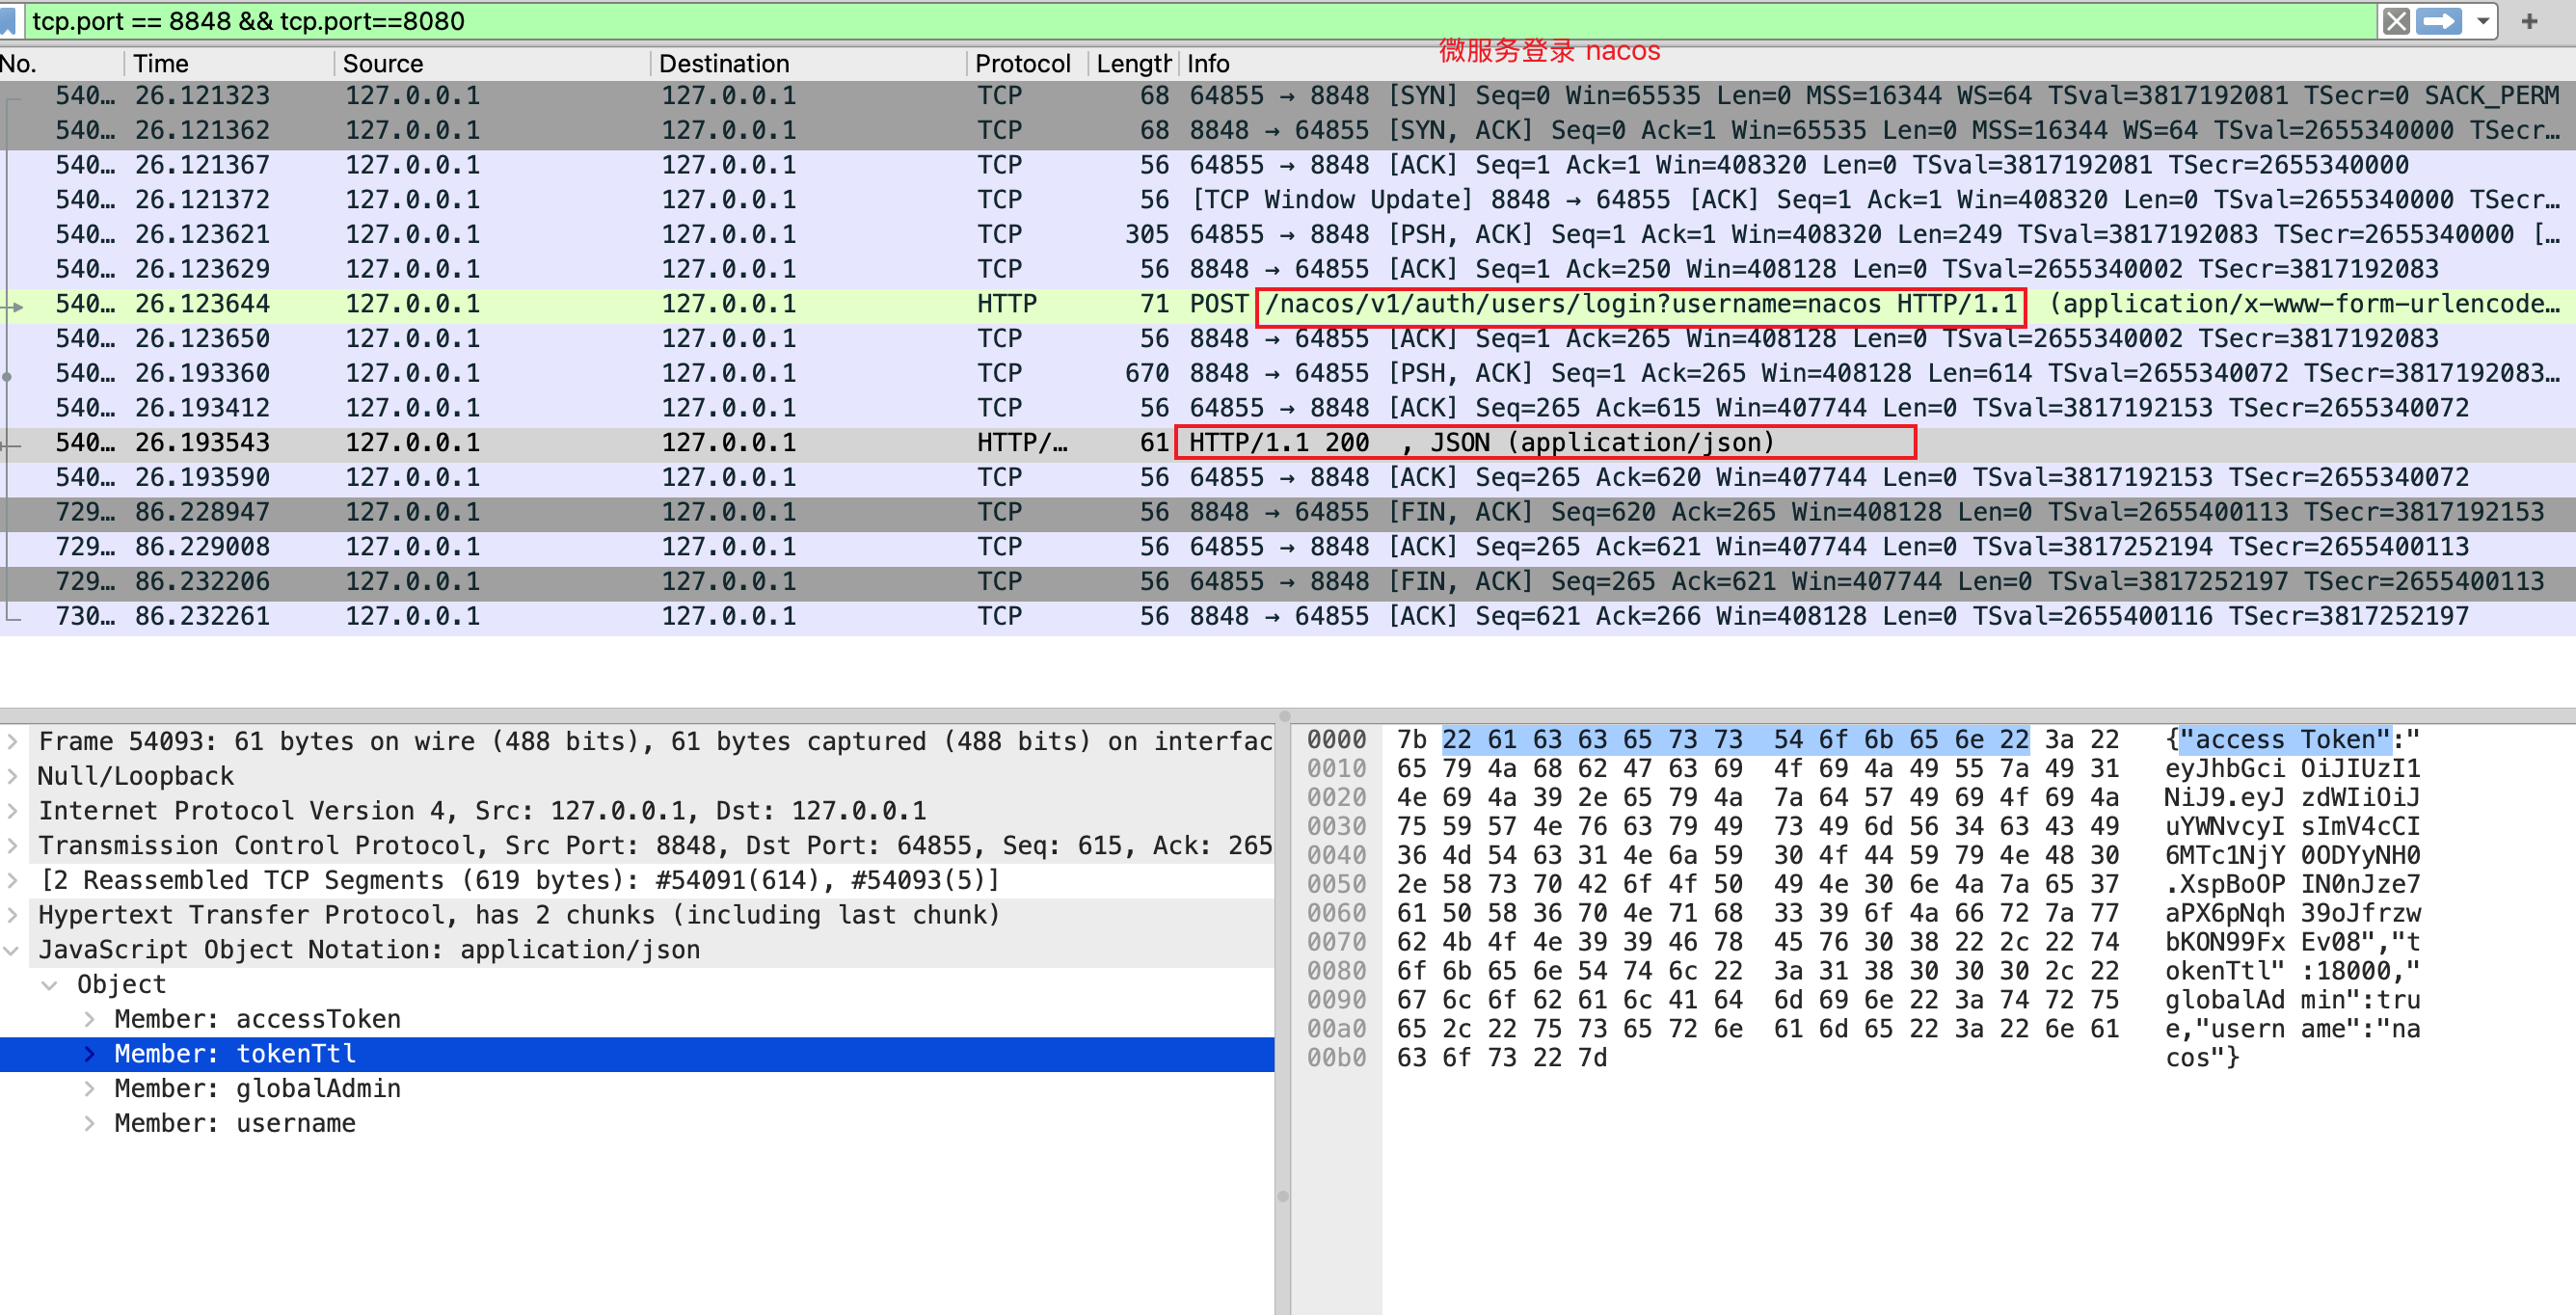 tcp.port == 8848 && tcp.port==8080
微服务登录 nacos
No. Time Source Destination Protocol Length Info
540… 26.121323 127.0.0.1 127.0.0.1 TCP 68 64855 → 8848 [SYN] Seq=0 Win=65535 Len=0 MSS=16344 WS=64 TSval=3817192081 TSecr=0 SACK_PERM
540… 26.121362 127.0.0.1 127.0.0.1 TCP 68 8848 → 64855 [SYN, ACK] Seq=0 Ack=1 Win=65535 Len=0 MSS=16344 WS=64 TSval=2655340000 TSecr…
540… 26.121367 127.0.0.1 127.0.0.1 TCP 56 64855 → 8848 [ACK] Seq=1 Ack=1 Win=408320 Len=0 TSval=3817192081 TSecr=2655340000
540… 26.121372 127.0.0.1 127.0.0.1 TCP 56 [TCP Window Update] 8848 → 64855 [ACK] Seq=1 Ack=1 Win=408320 Len=0 TSval=2655340000 TSecr…
540… 26.123621 127.0.0.1 127.0.0.1 TCP 305 64855 → 8848 [PSH, ACK] Seq=1 Ack=1 Win=408320 Len=249 TSval=3817192083 TSecr=2655340000 […
540… 26.123629 127.0.0.1 127.0.0.1 TCP 56 8848 → 64855 [ACK] Seq=1 Ack=250 Win=408128 Len=0 TSval=2655340002 TSecr=3817192083
540… 26.123644 127.0.0.1 127.0.0.1 HTTP 71 POST /nacos/v1/auth/users/login?username=nacos HTTP/1.1 (application/x-www-form-urlencode…
540… 26.123650 127.0.0.1 127.0.0.1 TCP 56 8848 → 64855 [ACK] Seq=1 Ack=265 Win=408128 Len=0 TSval=2655340002 TSecr=3817192083
540… 26.193360 127.0.0.1 127.0.0.1 TCP 670 8848 → 64855 [PSH, ACK] Seq=1 Ack=265 Win=408128 Len=614 TSval=2655340072 TSecr=3817192083…
540… 26.193412 127.0.0.1 127.0.0.1 TCP 56 64855 → 8848 [ACK] Seq=265 Ack=615 Win=407744 Len=0 TSval=3817192153 TSecr=2655340072
540… 26.193543 127.0.0.1 127.0.0.1 HTTP/… 61 HTTP/1.1 200 , JSON (application/json)
540… 26.193590 127.0.0.1 127.0.0.1 TCP 56 64855 → 8848 [ACK] Seq=265 Ack=620 Win=407744 Len=0 TSval=3817192153 TSecr=2655340072
729… 86.228947 127.0.0.1 127.0.0.1 TCP 56 8848 → 64855 [FIN, ACK] Seq=620 Ack=265 Win=408128 Len=0 TSval=2655400113 TSecr=3817192153
729… 86.229008 127.0.0.1 127.0.0.1 TCP 56 64855 → 8848 [ACK] Seq=265 Ack=621 Win=407744 Len=0 TSval=3817252194 TSecr=2655400113
729… 86.232206 127.0.0.1 127.0.0.1 TCP 56 64855 → 8848 [FIN, ACK] Seq=265 Ack=621 Win=407744 Len=0 TSval=3817252197 TSecr=2655400113
730… 86.232261 127.0.0.1 127.0.0.1 TCP 56 8848 → 64855 [ACK] Seq=621 Ack=266 Win=408128 Len=0 TSval=2655400116 TSecr=3817252197
Frame 54093: 61 bytes on wire (488 bits), 61 bytes captured (488 bits) on interfac
Null/Loopback
Internet Protocol Version 4, Src: 127.0.0.1, Dst: 127.0.0.1
Transmission Control Protocol, Src Port: 8848, Dst Port: 64855, Seq: 615, Ack: 265
[2 Reassembled TCP Segments (619 bytes): #54091(614), #54093(5)]
Hypertext Transfer Protocol, has 2 chunks (including last chunk)
JavaScript Object Notation: application/json
Object
Member: accessToken
Member: tokenTtl
Member: globalAdmin
Member: username
0000 7b 22 61 63 63 65 73 73 54 6f 6b 65 6e 22 3a 22 {"access Token":"
0010 65 79 4a 68 62 47 63 69 4f 69 4a 49 55 7a 49 31 eyJhbGci OiJIUzI1
0020 4e 69 4a 39 2e 65 79 4a 7a 64 57 49 69 4f 69 4a NiJ9.eyJ zdWIiOiJ
0030 75 59 57 4e 76 63 79 49 73 49 6d 56 34 63 43 49 uYWNvcyI sImV4cCI
0040 36 4d 54 63 31 4e 6a 59 30 4f 44 59 79 4e 48 30 6MTc1NjY 0ODYyNH0
0050 2e 58 73 70 42 6f 4f 50 49 4e 30 6e 4a 7a 65 37 .XspBoOP IN0nJze7
0060 61 50 58 36 70 4e 71 68 33 39 6f 4a 66 72 7a 77 aPX6pNqh 39oJfrzw
0070 62 4b 4f 4e 39 39 46 78 45 76 30 38 22 2c 22 74 bKON99Fx Ev08","t
0080 6f 6b 65 6e 54 74 6c 22 3a 31 38 30 30 30 2c 22 okenTtl" :18000,"
0090 67 6c 6f 62 61 6c 41 64 6d 69 6e 22 3a 74 72 75 globalAd min":tru
00a0 65 2c 22 75 73 65 72 6e 61 6d 65 22 3a 22 6e 61 e,"usern ame":"na
00b0 63 6f 73 22 7d cos"}